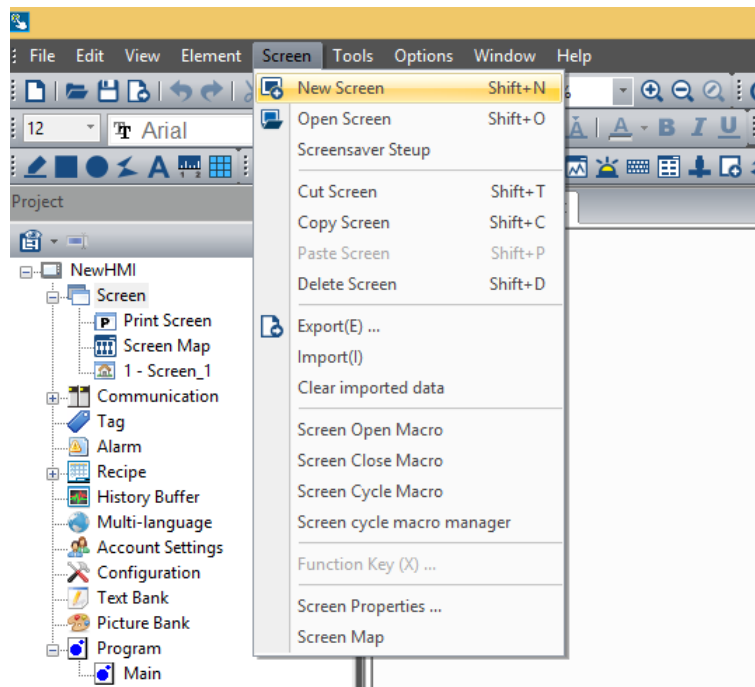 File Edit View Element Screen Tools Options Window Help
12 Arial
A B I U
Project
NewHMI
Screen
Print Screen
Screen Map
1 - Screen_1
Communication
Tag
Alarm
Recipe
History Buffer
Multi-language
Account Settings
Configuration
Text Bank
Picture Bank
Program
Main
New Screen Shift+N
Open Screen Shift+O
Screensaver Steup
Cut Screen Shift+T
Copy Screen Shift+C
Paste Screen Shift+P
Delete Screen Shift+D
Export(E) ...
Import(I)
Clear imported data
Screen Open Macro
Screen Close Macro
Screen Cycle Macro
Screen cycle macro manager
Function Key (X) ...
Screen Properties ...
Screen Map